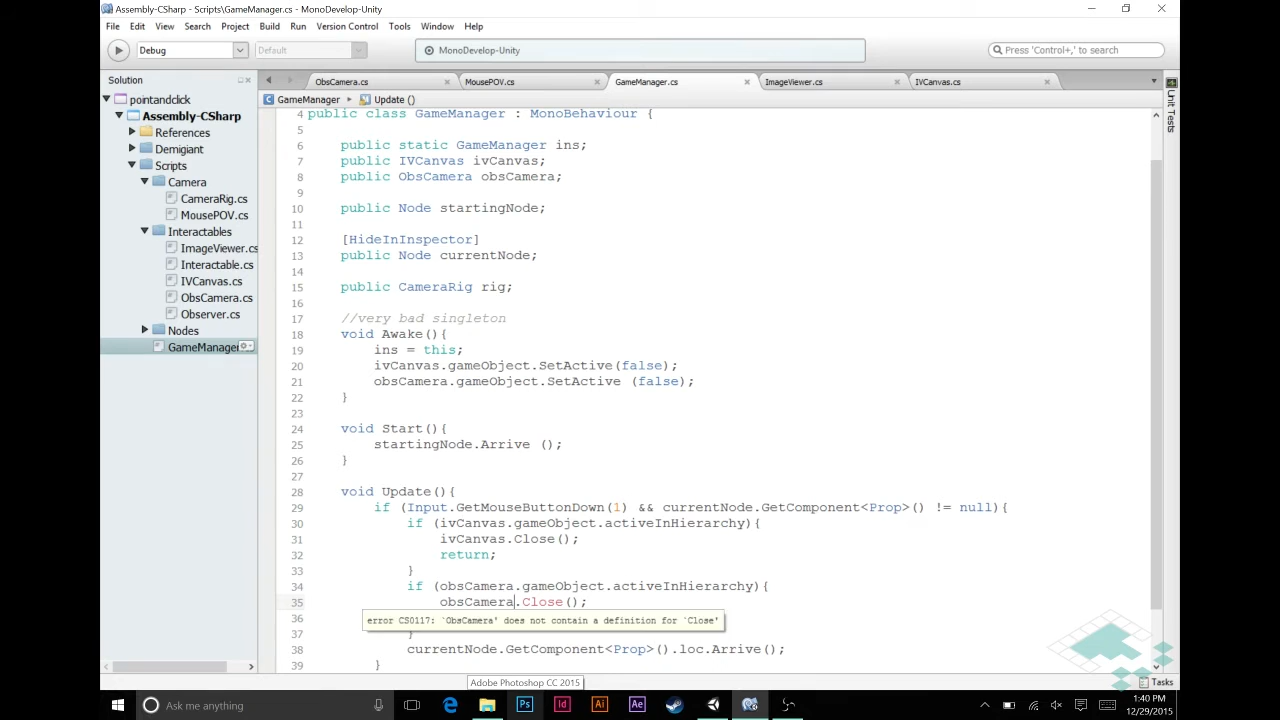 Assembly-CSharp - Scripts\GameManager.cs - MonoDevelop-Unity
File Edit View Search Project Build Run Version Control Tools Window Help
Debug Default MonoDevelop-Unity Press 'Control+,' to search
Solution
ObsCamera.cs MousePOV.cs GameManager.cs ImageViewer.cs IVCanvas.cs
GameManager Update ()
pointandclick
Assembly-CSharp
References
Demigiant
Scripts
Camera
CameraRig.cs
MousePOV.cs
Interactables
ImageViewer.cs
Interactable.cs
IVCanvas.cs
ObsCamera.cs
Observer.cs
Nodes
GameManager
4 public class GameManager : MonoBehaviour {
5
6 public static GameManager ins;
7 public IVCanvas ivCanvas;
8 public ObsCamera obsCamera;
9
10 public Node startingNode;
11
12 [HideInInspector]
13 public Node currentNode;
14
15 public CameraRig rig;
16
17 //very bad singleton
18 void Awake(){
19 ins = this;
20 ivCanvas.gameObject.SetActive(false);
21 obsCamera.gameObject.SetActive (false);
22 }
23
24 void Start(){
25 startingNode.Arrive ();
26 }
27
28 void Update(){
29 if (Input.GetMouseButtonDown(1) && currentNode.GetComponent<Prop>() != null){
30 if (ivCanvas.gameObject.activeInHierarchy){
31 ivCanvas.Close();
32 return;
33 }
34 if (obsCamera.gameObject.activeInHierarchy){
35 obsCamera.Close();
36 error CS0117: `ObsCamera' does not contain a definition for `Close'
37 }
38 currentNode.GetComponent<Prop>().loc.Arrive();
39 }
Unit Tests
Tasks
Adobe Photoshop CC 2015
Ask me anything
Ps Id Ai Ae
1:40 PM
12/29/2015